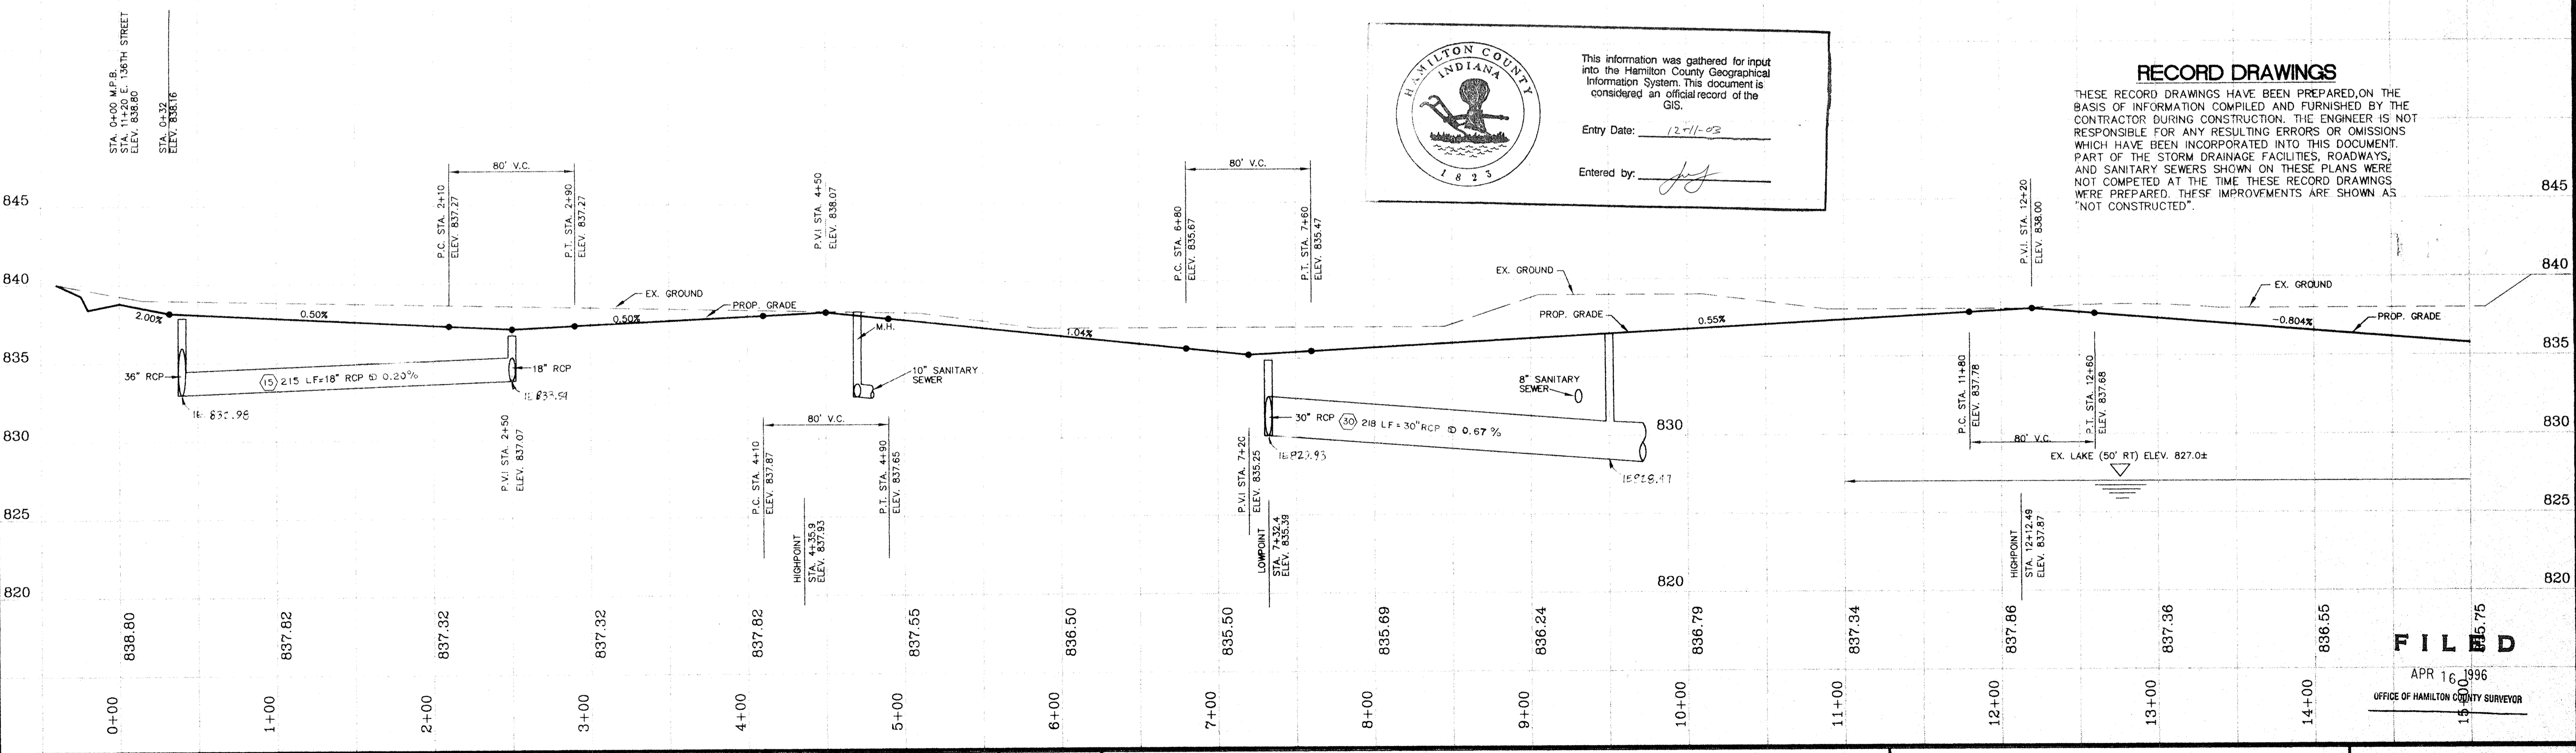 STA. 0+00 M.P.B.
STA. 11+20 E. 136TH STREET
ELEV. 838.80
STA. 0+32
ELEV. 838.16
HAMILTON COUNTY
INDIANA
1823
This information was gathered for input
into the Hamilton County Geographical
Information System. This document is
considered an official record of the
GIS.
Entry Date: 12-11-03
Entered by:
RECORD DRAWINGS
THESE RECORD DRAWINGS HAVE BEEN PREPARED,ON THE
BASIS OF INFORMATION COMPILED AND FURNISHED BY THE
CONTRACTOR DURING CONSTRUCTION. THE ENGINEER IS NOT
RESPONSIBLE FOR ANY RESULTING ERRORS OR OMISSIONS
WHICH HAVE BEEN INCORPORATED INTO THIS DOCUMENT.
PART OF THE STORM DRAINAGE FACILITIES, ROADWAYS,
AND SANITARY SEWERS SHOWN ON THESE PLANS WERE
NOT COMPETED AT THE TIME THESE RECORD DRAWINGS
WERE PREPARED. THESE IMPROVEMENTS ARE SHOWN AS
"NOT CONSTRUCTED".
80' V.C.
P.C. STA. 2+10
ELEV. 837.27
P.T. STA. 2+90
ELEV. 837.27
P.V.I STA. 4+50
ELEV. 838.07
80' V.C.
P.C. STA. 6+80
ELEV. 835.67
P.T. STA. 7+60
ELEV. 835.47
P.V.I. STA. 12+20
ELEV. 838.00
845
845
840
840
835
835
830
830
830
825
825
820
820
820
2.00%
0.50%
EX. GROUND
0.50%
PROP. GRADE
M.H.
1.04%
EX. GROUND
PROP. GRADE
0.55%
EX. GROUND
-0.804%
PROP. GRADE
36" RCP
15 215 LF=18" RCP @ 0.20%
18" RCP
IE 832.98
10" SANITARY
SEWER
8" SANITARY
SEWER
30" RCP 30 218 LF = 30" RCP @ 0.67 %
IE 829.93
P.V.I STA. 2+50
ELEV. 837.07
80' V.C.
P.C. STA. 4+10
ELEV. 837.87
P.T. STA. 4+90
ELEV. 837.65
HIGHPOINT
STA. 4+35.9
ELEV. 837.93
P.V.I STA. 7+20
ELEV. 835.25
LOWPOINT
STA. 7+32.4
ELEV. 835.39
P.C. STA. 11+80
ELEV. 837.78
P.T. STA. 12+60
ELEV. 837.68
80' V.C.
EX. LAKE (50' RT) ELEV. 827.0±
HIGHPOINT
STA. 12+12.49
ELEV. 837.87
838.80
837.82
837.32
837.32
837.82
837.55
836.50
835.50
835.69
836.24
836.79
837.34
837.86
837.36
836.55
835.75
0+00
1+00
2+00
3+00
4+00
5+00
6+00
7+00
8+00
9+00
10+00
11+00
12+00
13+00
14+00
15+00
FILED
APR 16 1996
OFFICE OF HAMILTON COUNTY SURVEYOR